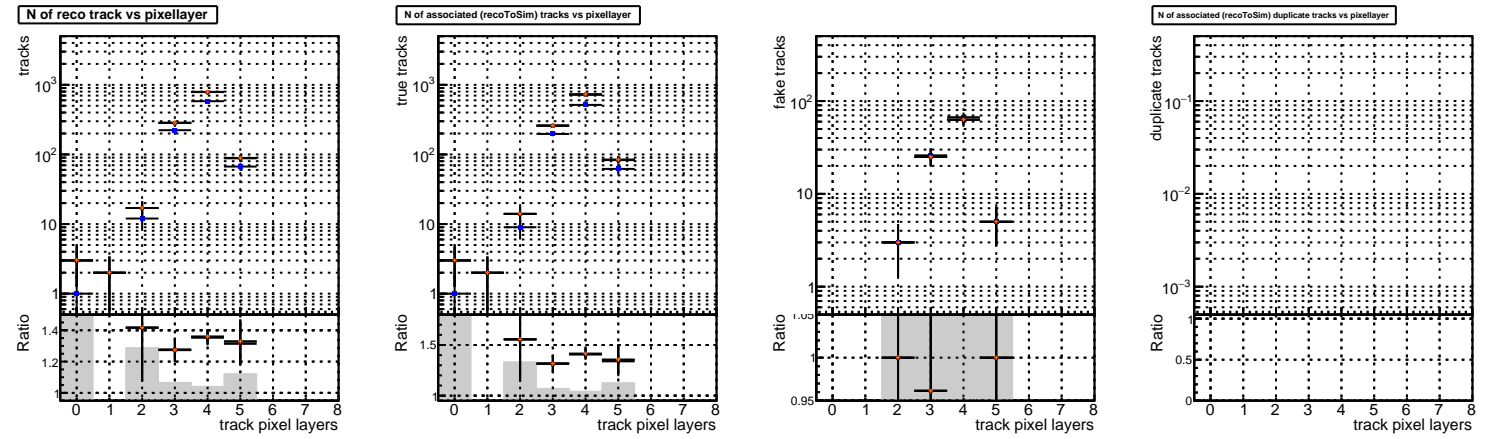 N of reco track vs pixellayer
tracks
10³
10²
10
1
Ratio
1.4
1.2
1
0 1 2 3 4 5 6 7 8
track pixel layers
N of associated (recoToSim) tracks vs pixellayer
true tracks
10³
10²
10
1
Ratio
1.5
1
0 1 2 3 4 5 6 7 8
track pixel layers
fake tracks
10²
10
1
Ratio
1.05
1
0.95
0 1 2 3 4 5 6 7 8
track pixel layers
N of associated (recoToSim) duplicate tracks vs pixellayer
duplicate tracks
10⁻¹
10⁻²
10⁻³
Ratio
1
0.5
0
0 1 2 3 4 5 6 7 8
track pixel layers